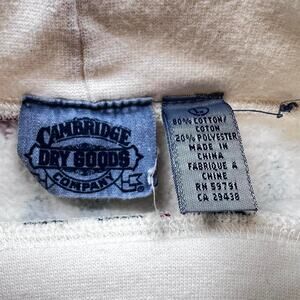 CAMBRIDGE
DRY GOODS
COMPANY
L
80% COTTON/
COTON
20% POLYESTER
MADE IN
CHINA
FABRIQUE A
CHINE
RN 59791
CA 29438